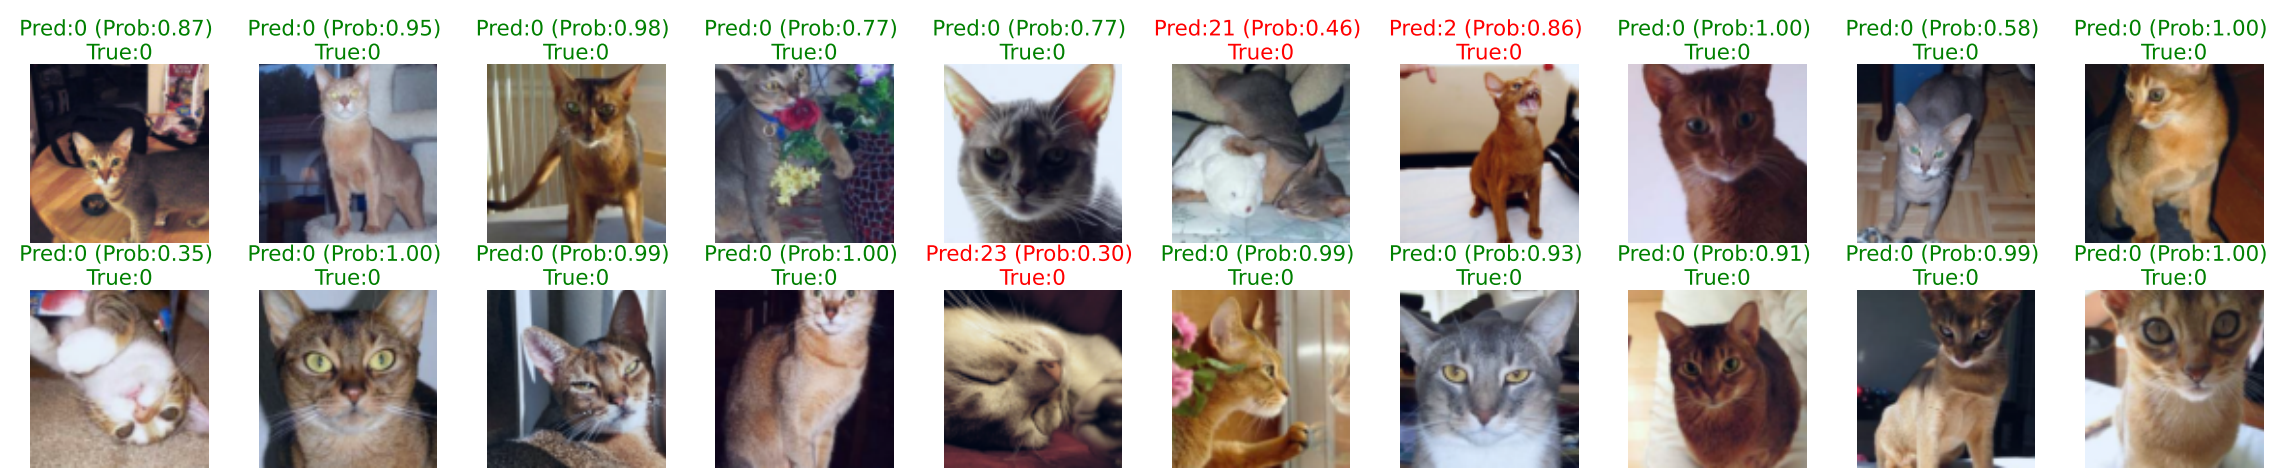 Pred:0 (Prob:0.87) Pred:0 (Prob:0.95) Pred:0 (Prob:0.98) Pred:0 (Prob:0.77) Pred:0 (Prob:0.77) Pred:21 (Prob:0.46) Pred:2 (Prob:0.86) Pred:0 (Prob:1.00) Pred:0 (Prob:0.58) Pred:0 (Prob:1.00)
True:0 True:0 True:0 True:0 True:0 True:0 True:0 True:0 True:0 True:0
Pred:0 (Prob:0.35) Pred:0 (Prob:1.00) Pred:0 (Prob:0.99) Pred:0 (Prob:1.00) Pred:23 (Prob:0.30) Pred:0 (Prob:0.99) Pred:0 (Prob:0.93) Pred:0 (Prob:0.91) Pred:0 (Prob:0.99) Pred:0 (Prob:1.00)
True:0 True:0 True:0 True:0 True:0 True:0 True:0 True:0 True:0 True:0